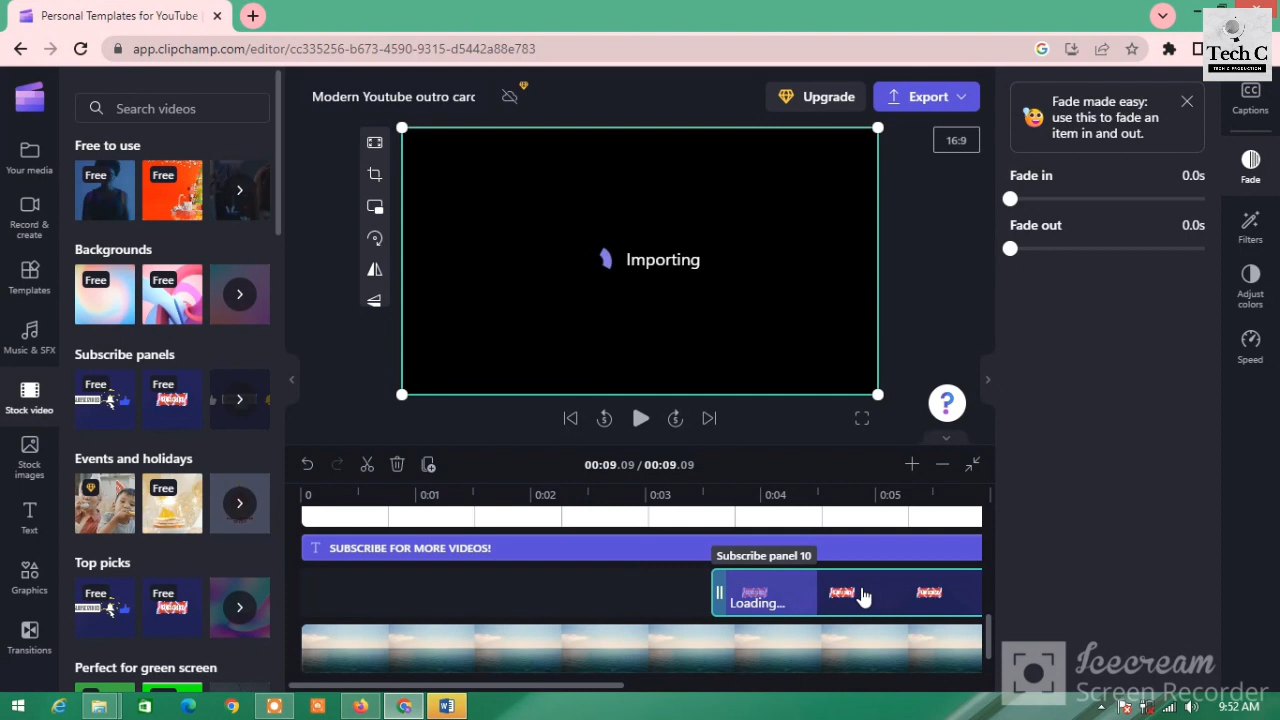 Personal Templates for YouTube |
app.clipchamp.com/editor/cc335256-b673-4590-9315-d5442a88e783
Tech C
TECH C PRODUCTION
Search videos
Modern Youtube outro card
Upgrade
Export
16:9
Fade made easy:
use this to fade an
item in and out.
CC
Captions
Fade in
0.0s
Fade out
0.0s
Fade
Filters
Adjust
colors
Speed
Your media
Record &
create
Templates
Music & SFX
Stock video
Stock
images
Text
Graphics
Transitions
Free to use
Free
Free
Backgrounds
Free
Free
Subscribe panels
Free
Free
Events and holidays
Free
Top picks
Free
Free
Perfect for green screen
Importing
5
5
?
00:09.09 / 00:09.09
0
0:01
0:02
0:03
0:04
0:05
T SUBSCRIBE FOR MORE VIDEOS!
Subscribe panel 10
Loading...
Icecream
Screen Recorder
9:52 AM